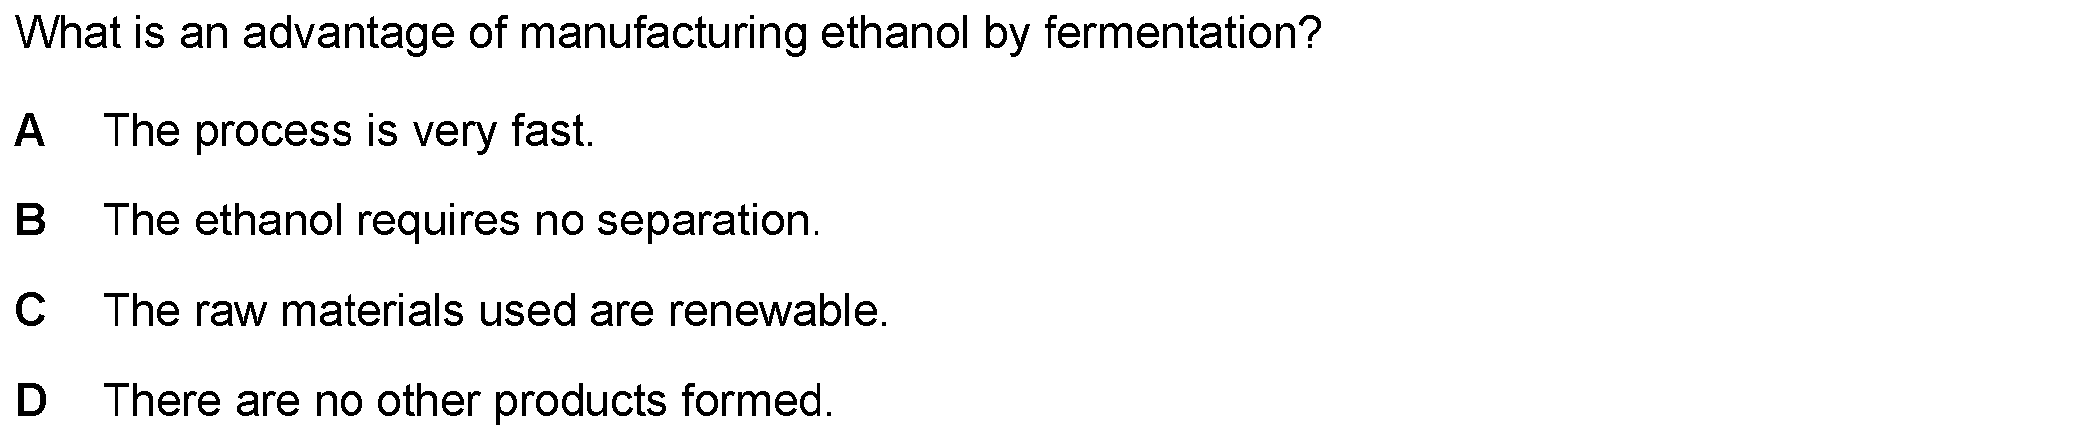 What is an advantage of manufacturing ethanol by fermentation?
A The process is very fast.
B The ethanol requires no separation.
C The raw materials used are renewable.
D There are no other products formed.